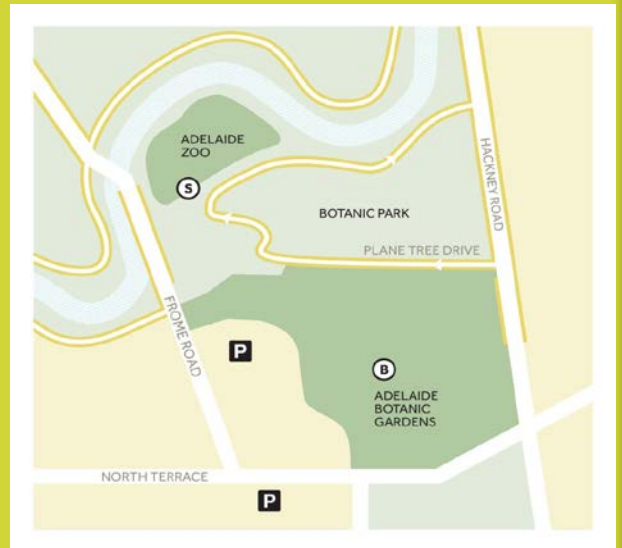 ADELAIDE
ZOO
S
HACKNEY ROAD
BOTANIC PARK
PLANE TREE DRIVE
FROME ROAD
P
B
ADELAIDE
BOTANIC
GARDENS
NORTH TERRACE
P